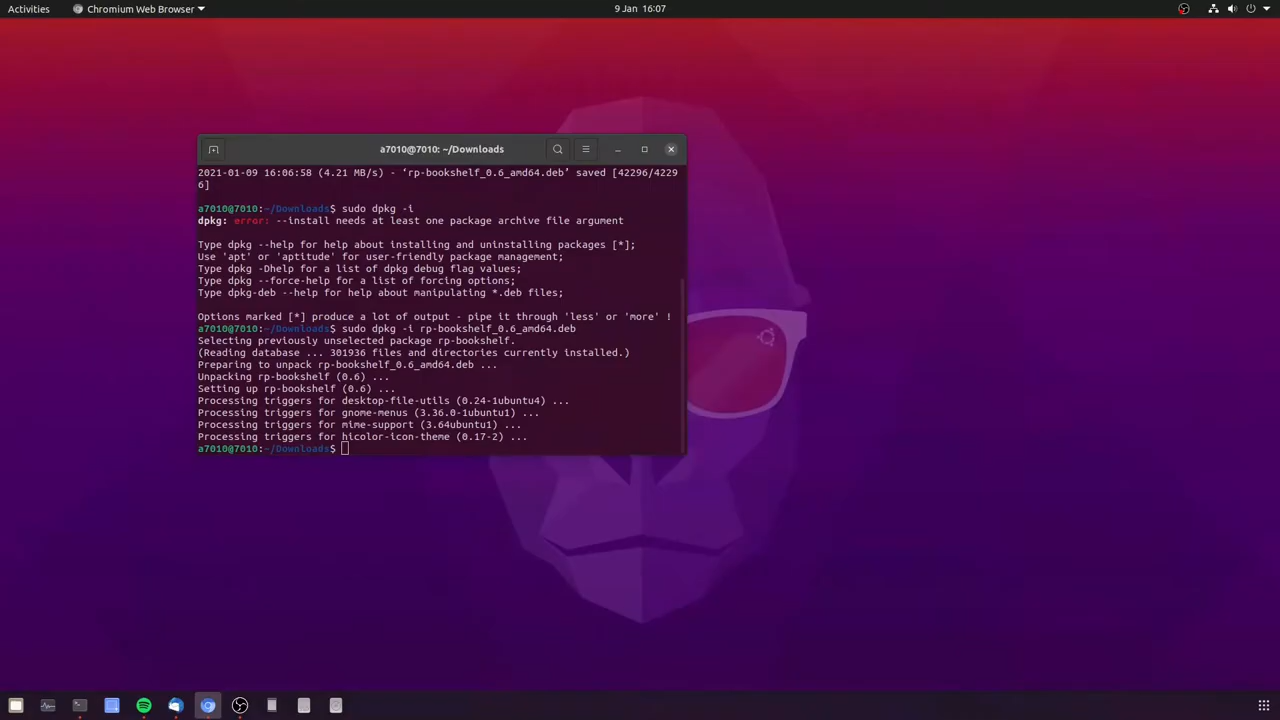 Activities
Chromium Web Browser
9 Jan 16:07
a7010@7010: ~/Downloads
2021-01-09 16:06:58 (4.21 MB/s) - ‘rp-bookshelf_0.6_amd64.deb’ saved [42296/4229
6]
a7010@7010:~/Downloads$ sudo dpkg -i
dpkg: error: --install needs at least one package archive file argument
Type dpkg --help for help about installing and uninstalling packages [*];
Use 'apt' or 'aptitude' for user-friendly package management;
Type dpkg -Dhelp for a list of dpkg debug flag values;
Type dpkg --force-help for a list of forcing options;
Type dpkg-deb --help for help about manipulating *.deb files;
Options marked [*] produce a lot of output - pipe it through 'less' or 'more' !
a7010@7010:~/Downloads$ sudo dpkg -i rp-bookshelf_0.6_amd64.deb
Selecting previously unselected package rp-bookshelf.
(Reading database ... 301936 files and directories currently installed.)
Preparing to unpack rp-bookshelf_0.6_amd64.deb ...
Unpacking rp-bookshelf (0.6) ...
Setting up rp-bookshelf (0.6) ...
Processing triggers for desktop-file-utils (0.24-1ubuntu4) ...
Processing triggers for gnome-menus (3.36.0-1ubuntu1) ...
Processing triggers for mime-support (3.64ubuntu1) ...
Processing triggers for hicolor-icon-theme (0.17-2) ...
a7010@7010:~/Downloads$